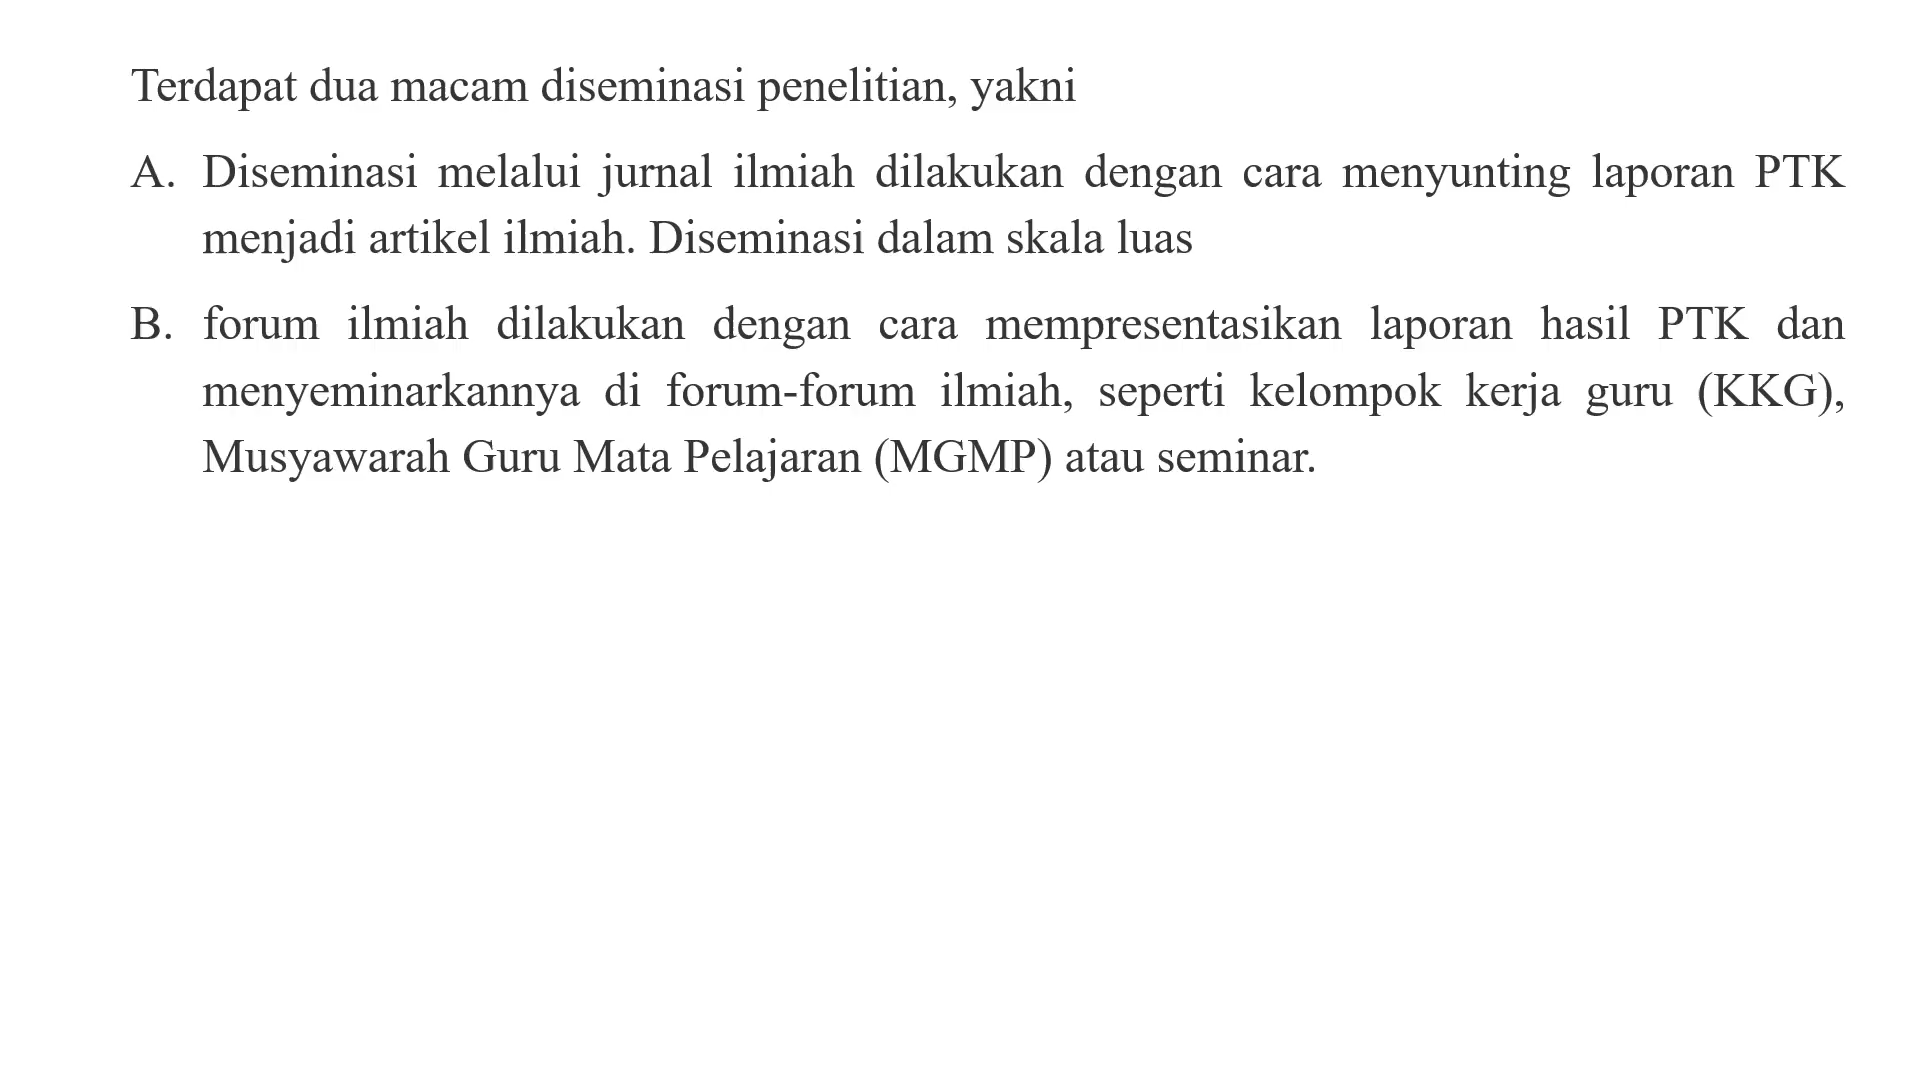 Terdapat dua macam diseminasi penelitian, yakni
A. Diseminasi melalui jurnal ilmiah dilakukan dengan cara menyunting laporan PTK
menjadi artikel ilmiah. Diseminasi dalam skala luas
B. forum ilmiah dilakukan dengan cara mempresentasikan laporan hasil PTK dan
menyeminarkannya di forum-forum ilmiah, seperti kelompok kerja guru (KKG),
Musyawarah Guru Mata Pelajaran (MGMP) atau seminar.